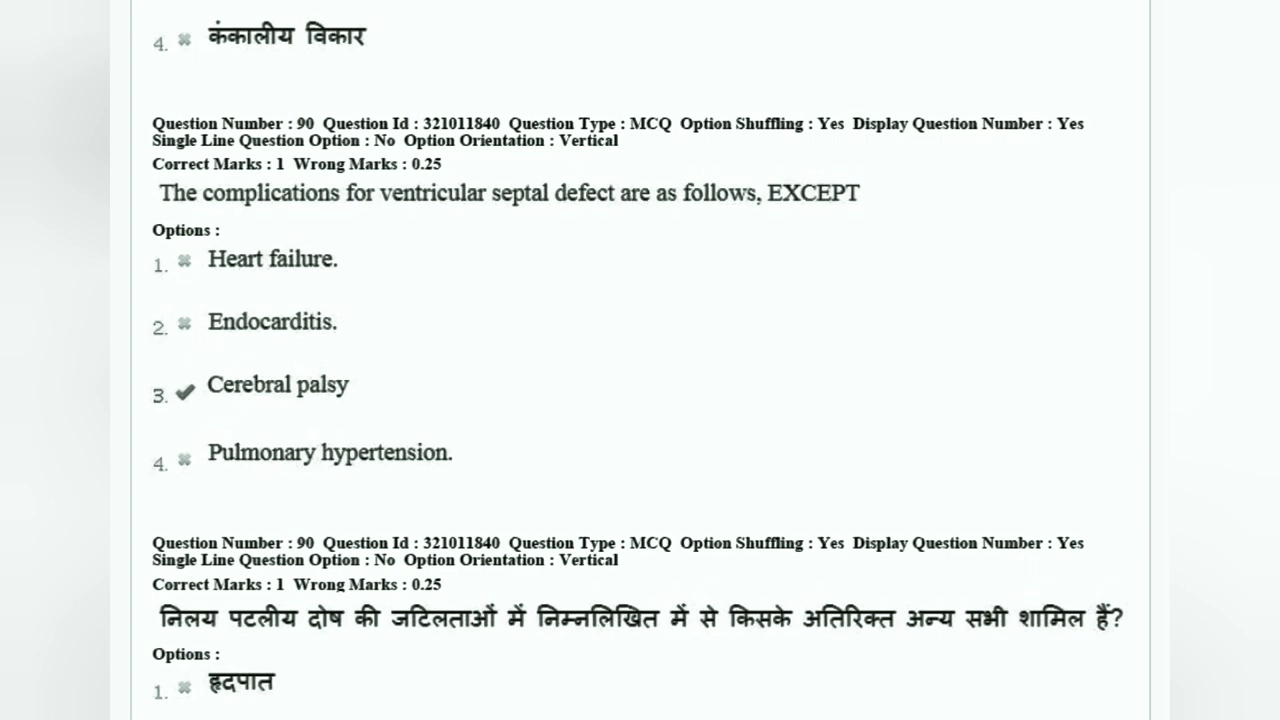 4. कंकालीय विकार
Question Number : 90 Question Id : 321011840 Question Type : MCQ Option Shuffling : Yes Display Question Number : Yes
Single Line Question Option : No Option Orientation : Vertical
Correct Marks : 1 Wrong Marks : 0.25
The complications for ventricular septal defect are as follows, EXCEPT
Options :
1. Heart failure.
2. Endocarditis.
3. Cerebral palsy
4. Pulmonary hypertension.
Question Number : 90 Question Id : 321011840 Question Type : MCQ Option Shuffling : Yes Display Question Number : Yes
Single Line Question Option : No Option Orientation : Vertical
Correct Marks : 1 Wrong Marks : 0.25
निलय पटलीय दोष की जटिलताओं में निम्नलिखित में से किसके अतिरिक्त अन्य सभी शामिल हैं?
Options :
1. हृदपात